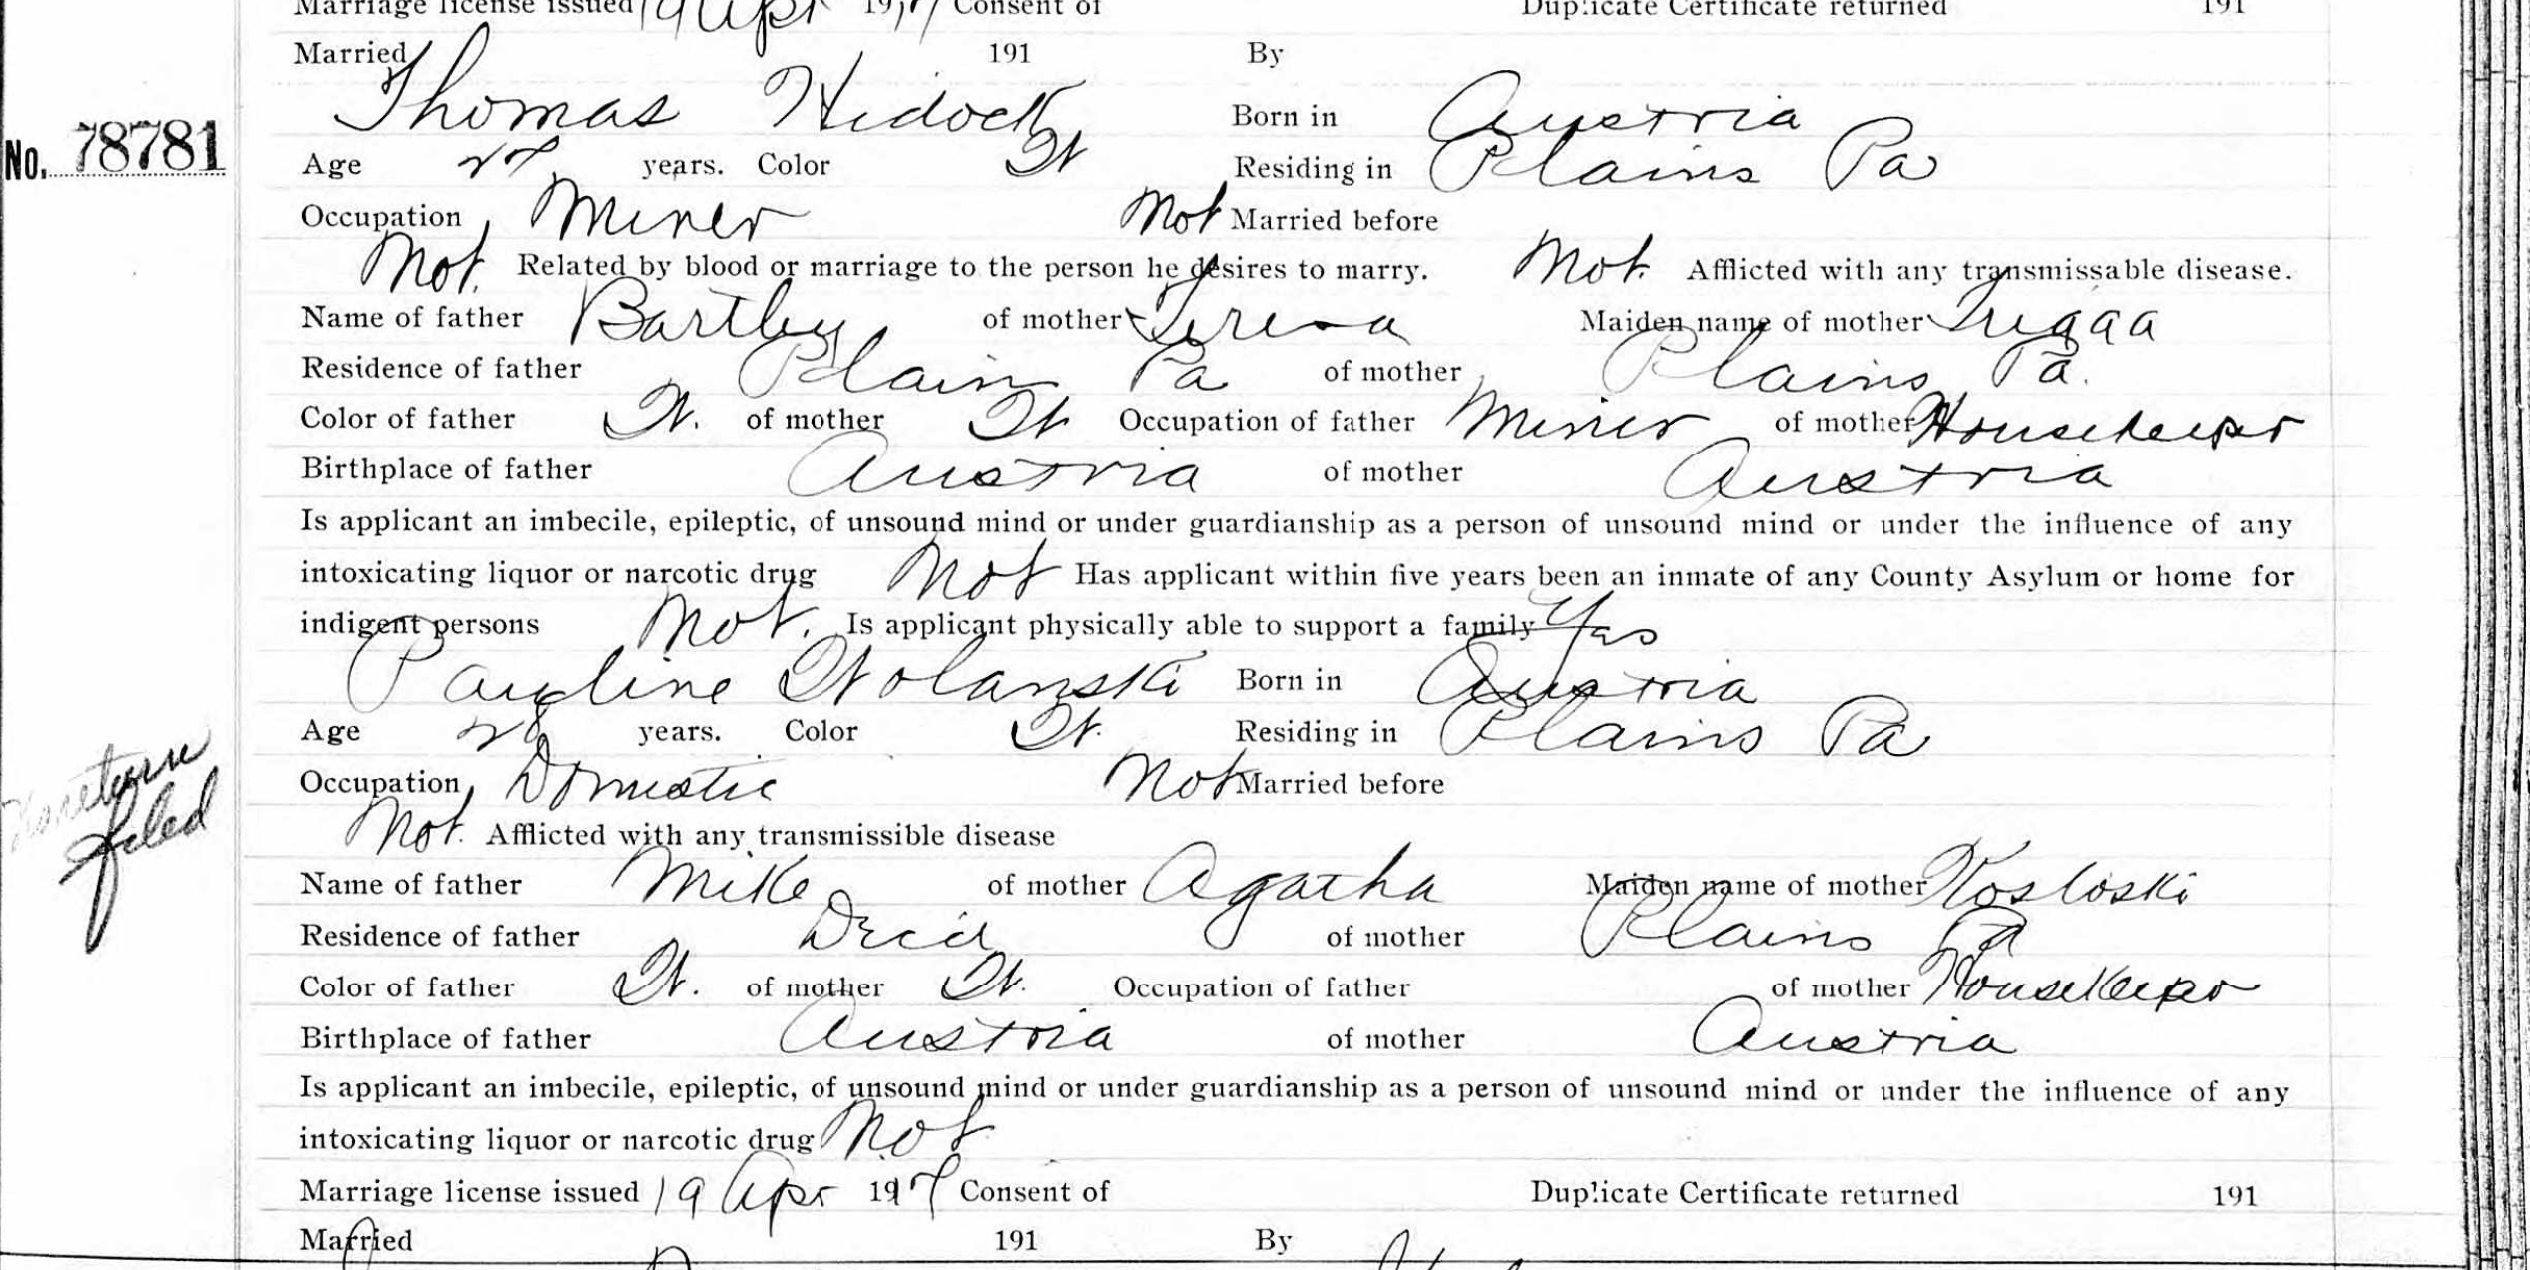 Marriage license issued 19 Apr 1917 Consent of Duplicate Certificate returned 191
Married 191 By
No. 78781
Thomas Hidock Born in Austria
Age 27 years. Color W Residing in Plains Pa
Occupation Miner Not Married before
Not. Related by blood or marriage to the person he desires to marry. Not. Afflicted with any transmissable disease.
Name of father Bartley of mother Teresa Maiden name of mother
Residence of father Plain Pa of mother Plains Pa.
Color of father W. of mother W Occupation of father Miner of mother Housekeeper
Birthplace of father Austria of mother Austria
Is applicant an imbecile, epileptic, of unsound mind or under guardianship as a person of unsound mind or under the influence of any
intoxicating liquor or narcotic drug Not Has applicant within five years been an inmate of any County Asylum or home for
indigent persons Not. Is applicant physically able to support a family Yes
Pauline Wolanski Born in Austria
Age 28 years. Color W. Residing in Plains Pa
Occupation Domestic Not Married before
filed
Not. Afflicted with any transmissible disease
Name of father Mike of mother Agatha Maiden name of mother Kosloski
Residence of father Dec'd of mother Plains Pa
Color of father W. of mother W. Occupation of father of mother Housekeeper
Birthplace of father Austria of mother Austria
Is applicant an imbecile, epileptic, of unsound mind or under guardianship as a person of unsound mind or under the influence of any
intoxicating liquor or narcotic drug Not
Marriage license issued 19 Apr 1917 Consent of Duplicate Certificate returned 191
Married 191 By